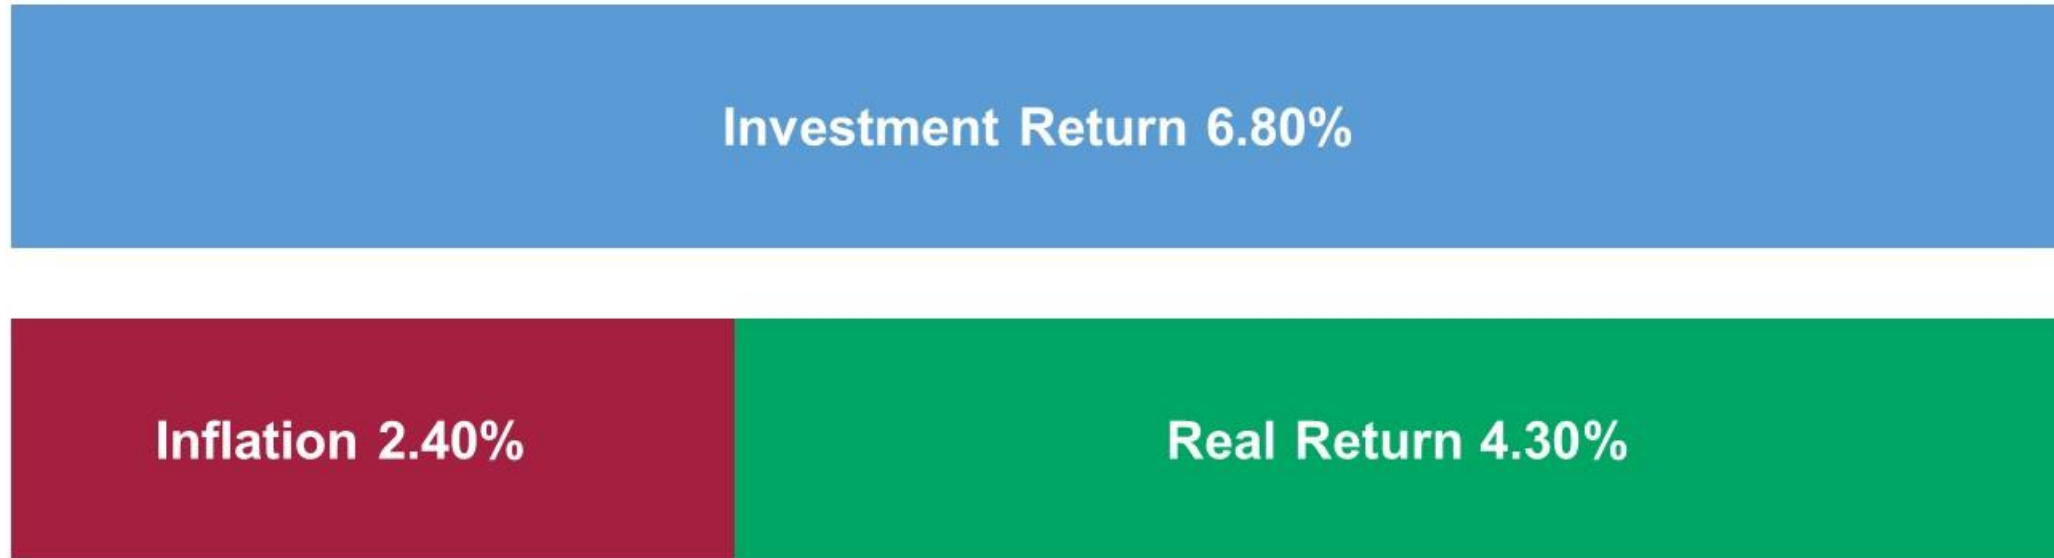 Investment Return 6.80%
Inflation 2.40%
Real Return 4.30%